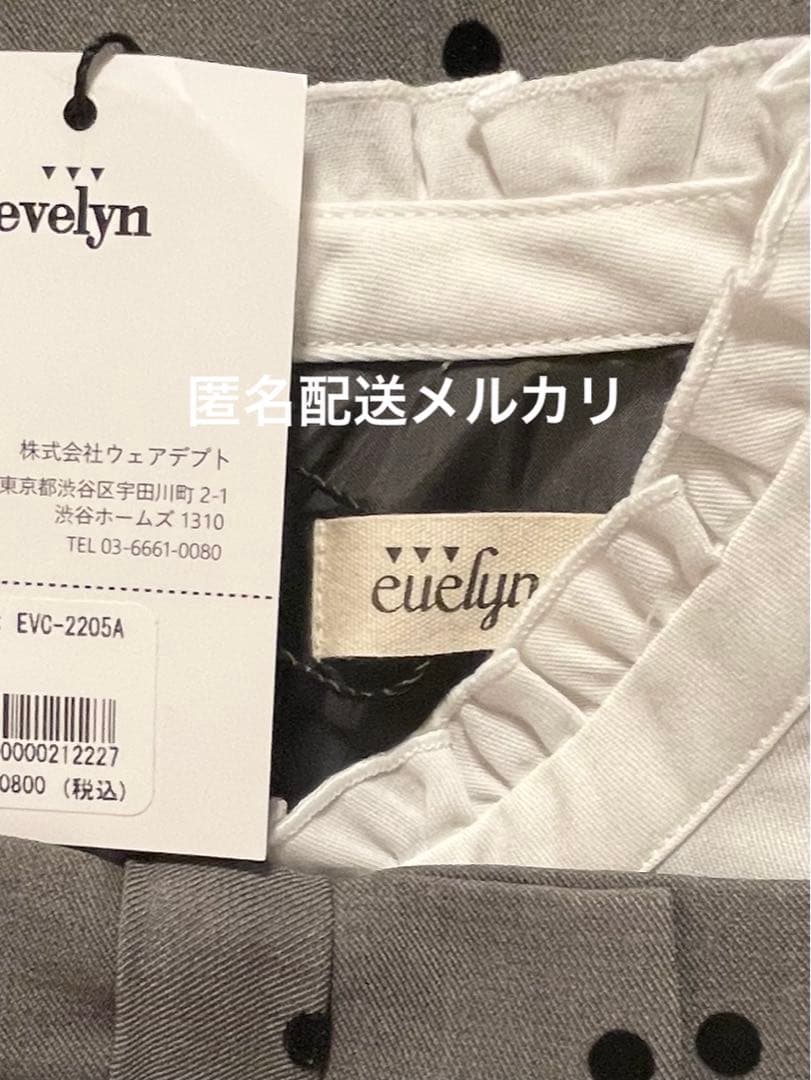 evelyn
匿名配送メルカリ
株式会社ウェアデプト
東京都渋谷区宇田川町 2-1
渋谷ホームズ 1310
TEL 03-6661-0080
euelyn
EVC-2205A
0000212227
0800 (税込)